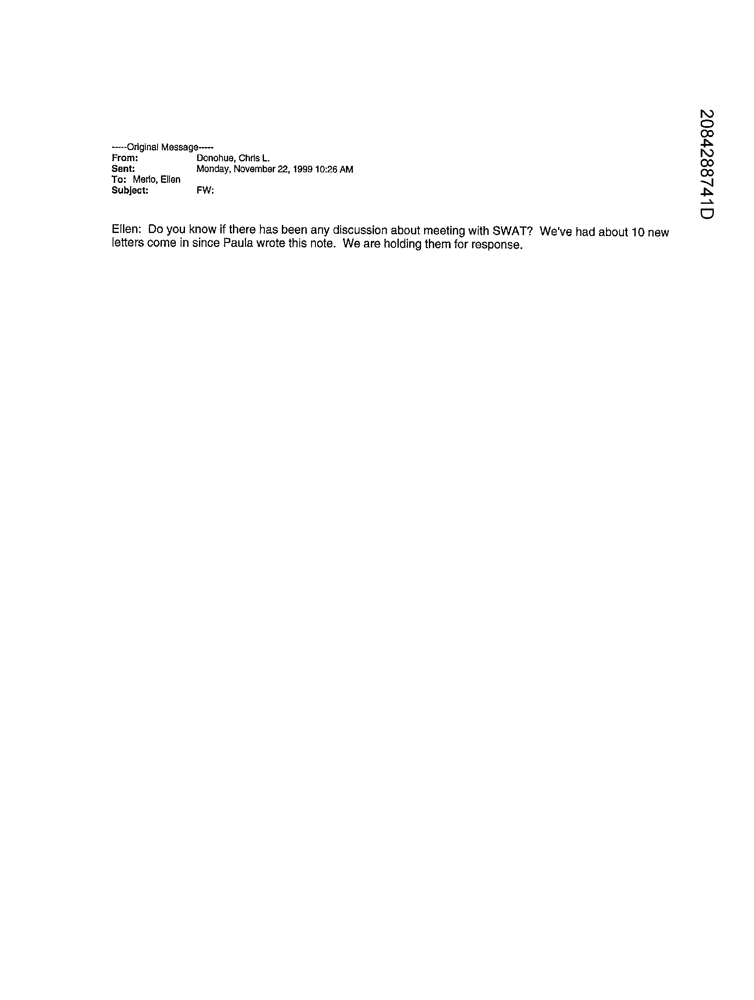 -----Original Message-----
From: Donohue, Chris L.
Sent: Monday, November 22, 1999 10:26 AM
To: Merlo, Ellen
Subject: FW:
Ellen: Do you know if there has been any discussion about meeting with SWAT? We've had about 10 new
letters come in since Paula wrote this note. We are holding them for response.
2084288741D